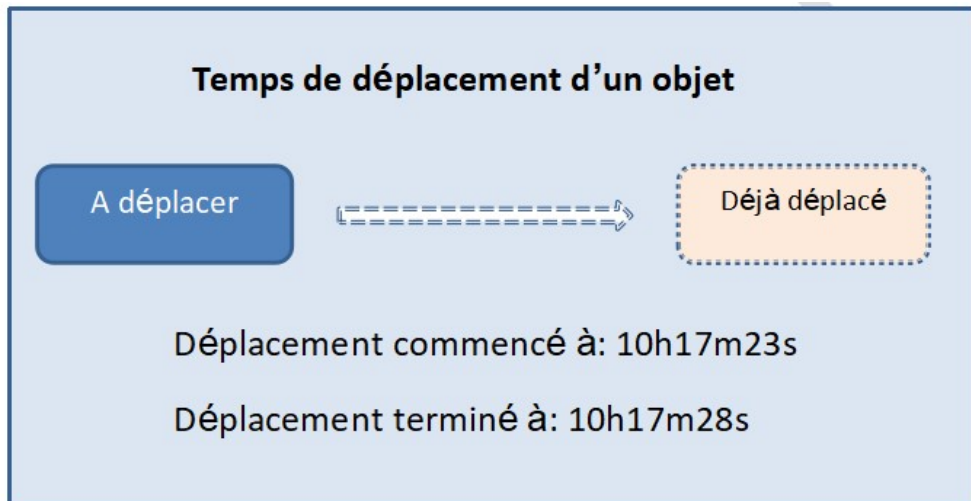 Temps de déplacement d’un objet
A déplacer
Déjà déplacé
Déplacement commencé à: 10h17m23s
Déplacement terminé à: 10h17m28s